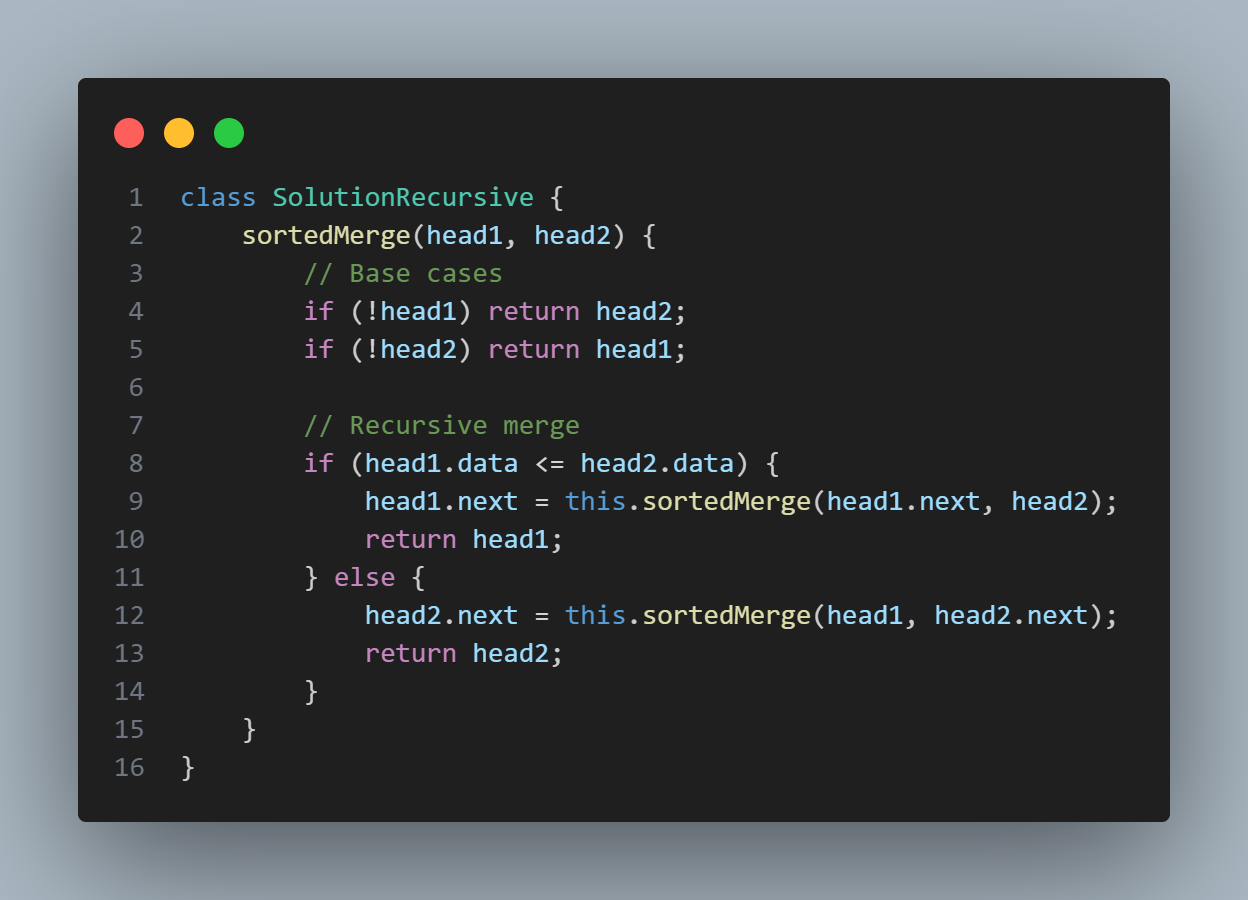 1 class SolutionRecursive {
2     sortedMerge(head1, head2) {
3         // Base cases
4         if (!head1) return head2;
5         if (!head2) return head1;
6
7         // Recursive merge
8         if (head1.data <= head2.data) {
9             head1.next = this.sortedMerge(head1.next, head2);
10             return head1;
11         } else {
12             head2.next = this.sortedMerge(head1, head2.next);
13             return head2;
14         }
15     }
16 }